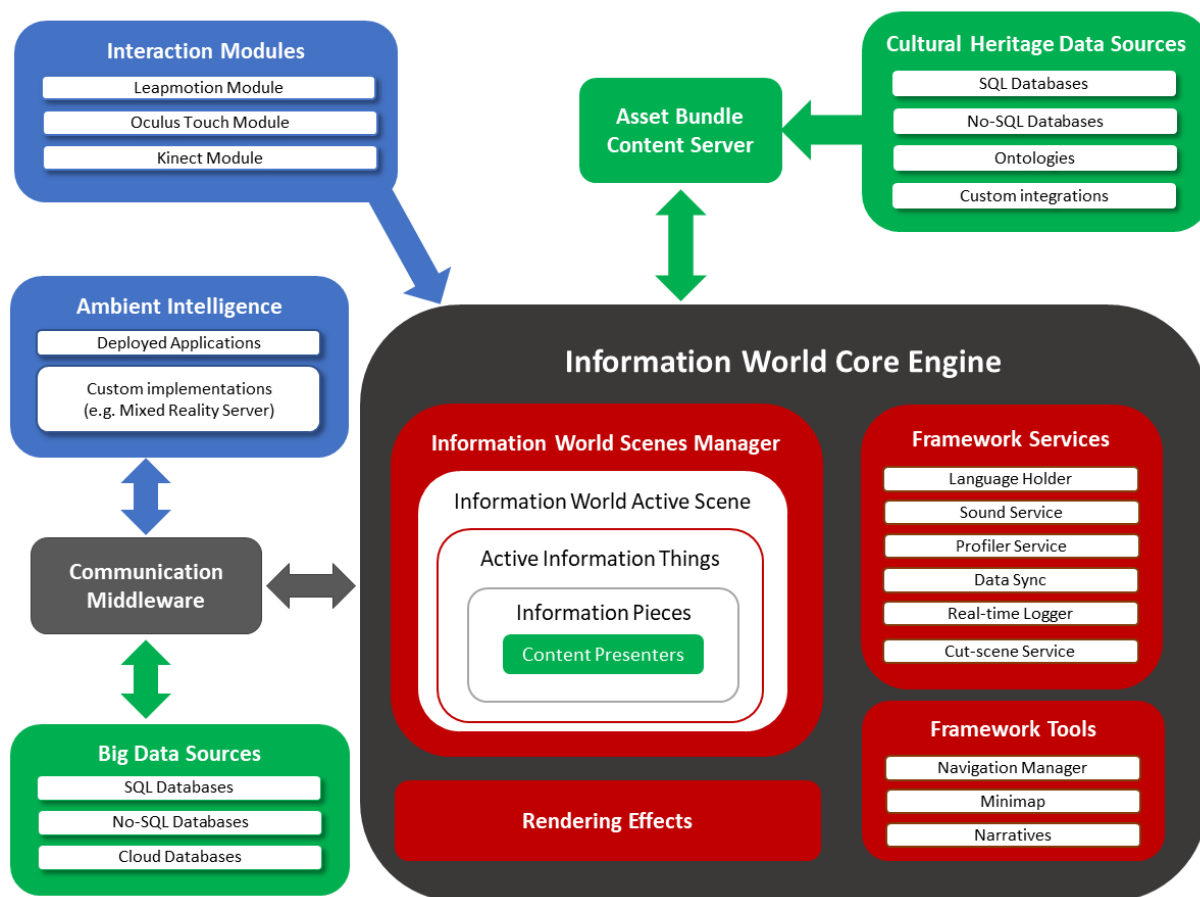 Interaction Modules
Leapmotion Module
Oculus Touch Module
Kinect Module
Asset Bundle
Content Server
Cultural Heritage Data Sources
SQL Databases
No-SQL Databases
Ontologies
Custom integrations
Ambient Intelligence
Deployed Applications
Custom implementations
(e.g. Mixed Reality Server)
Communication
Middleware
Big Data Sources
SQL Databases
No-SQL Databases
Cloud Databases
Information World Core Engine
Information World Scenes Manager
Information World Active Scene
Active Information Things
Information Pieces
Content Presenters
Rendering Effects
Framework Services
Language Holder
Sound Service
Profiler Service
Data Sync
Real-time Logger
Cut-scene Service
Framework Tools
Navigation Manager
Minimap
Narratives